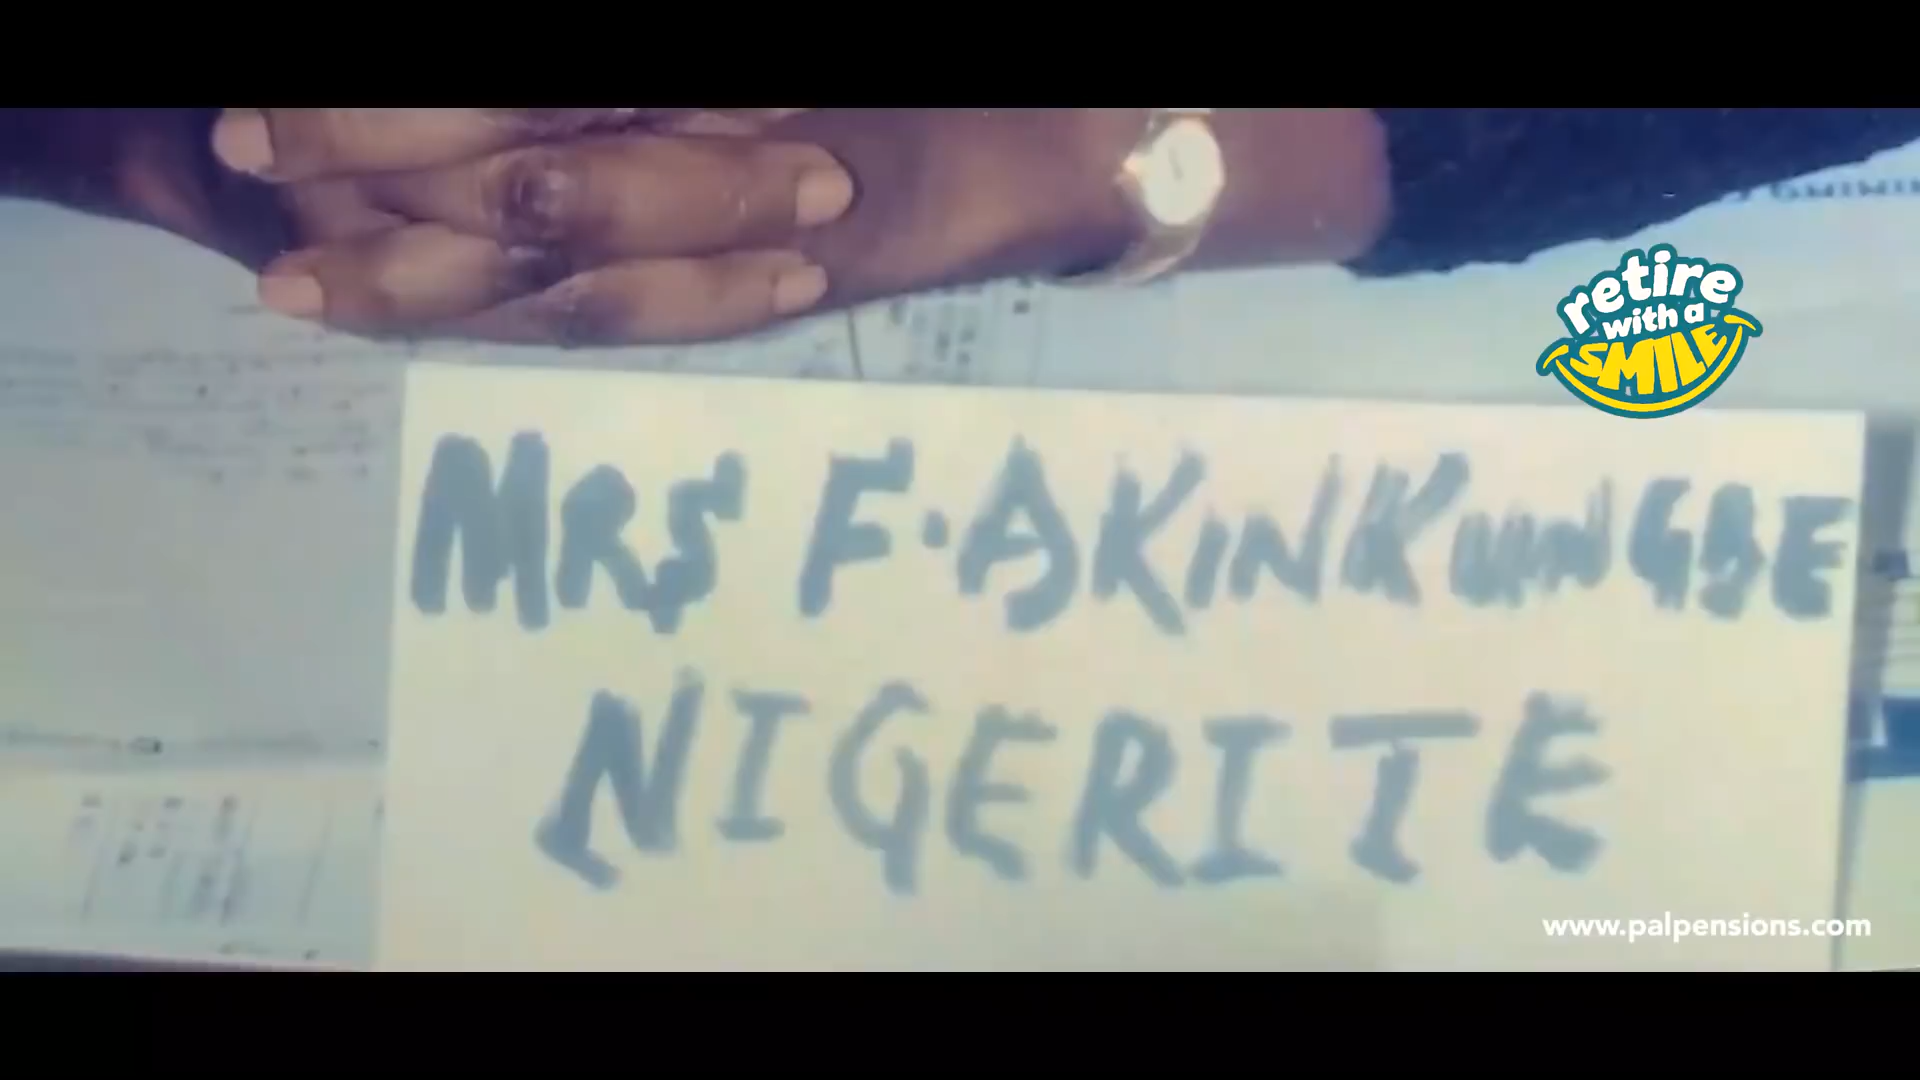 retire
with a
SMILE
MRS F. AKINKUNGBE
NIGERITE
www.palpensions.com